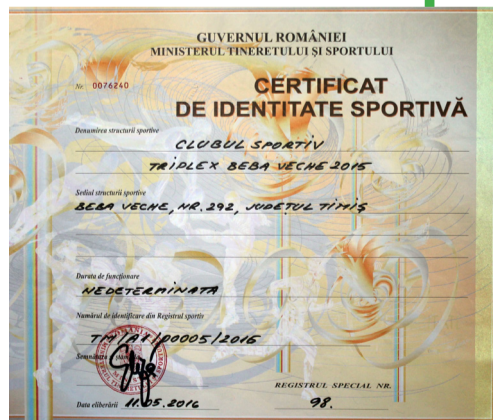 GUVERNUL ROMÂNIEI
MINISTERUL TINERETULUI ȘI SPORTULUI
Nr. 0076240
CERTIFICAT
DE IDENTITATE SPORTIVĂ
Denumirea structurii sportive
CLUBUL SPORTIV
TRIPLEX BEBA VECHE 2015
Sediul structurii sportive
BEBA VECHE, NR. 292, JUDEȚUL TIMIȘ
Durata de funcționare
NEDETERMINATA
Numărul de identificare din Registrul sportiv
TM/A1/00005/2016
Semnătura
REGISTRUL SPECIAL NR.
Data eliberării 11.05.2016 98.